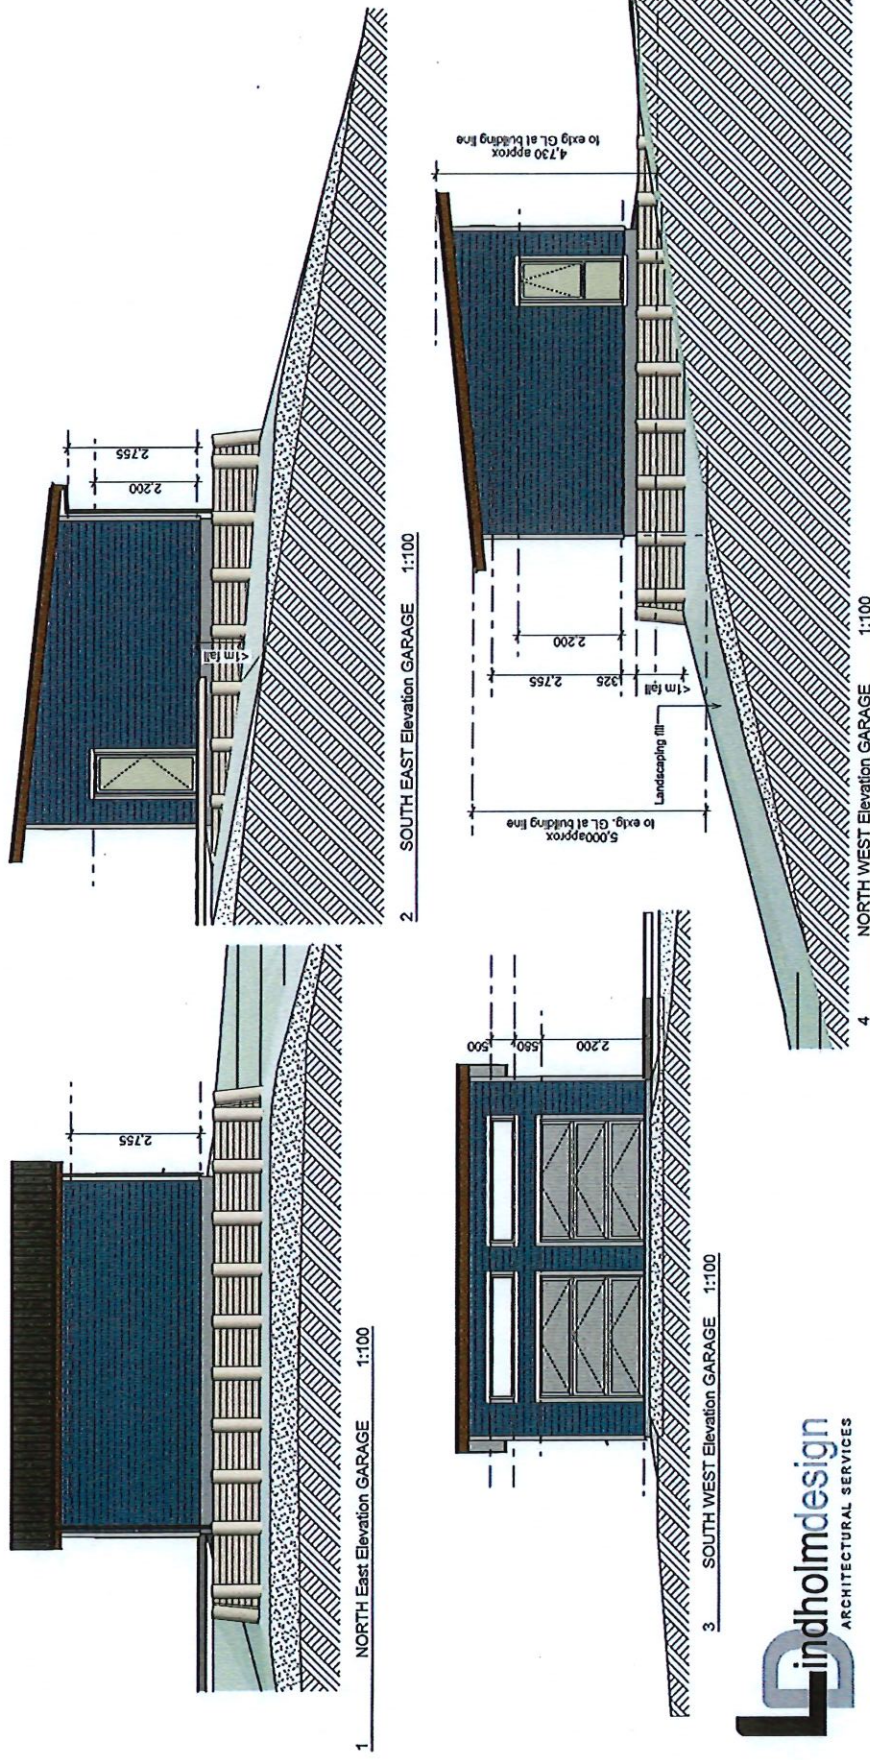 2,755
1 NORTH East Elevation GARAGE 1:100
2,755
2,200
<1m fall
2 SOUTH EAST Elevation GARAGE 1:100
500
580
2,200
3 SOUTH WEST Elevation GARAGE 1:100
5,000approx
to extg. GL at building line
2,200
2,755
325
<1m fall
Landscaping fill
4,730 approx
to extg GL at building line
4 NORTH WEST Elevation GARAGE 1:100
Lindholmdesign
ARCHITECTURAL SERVICES